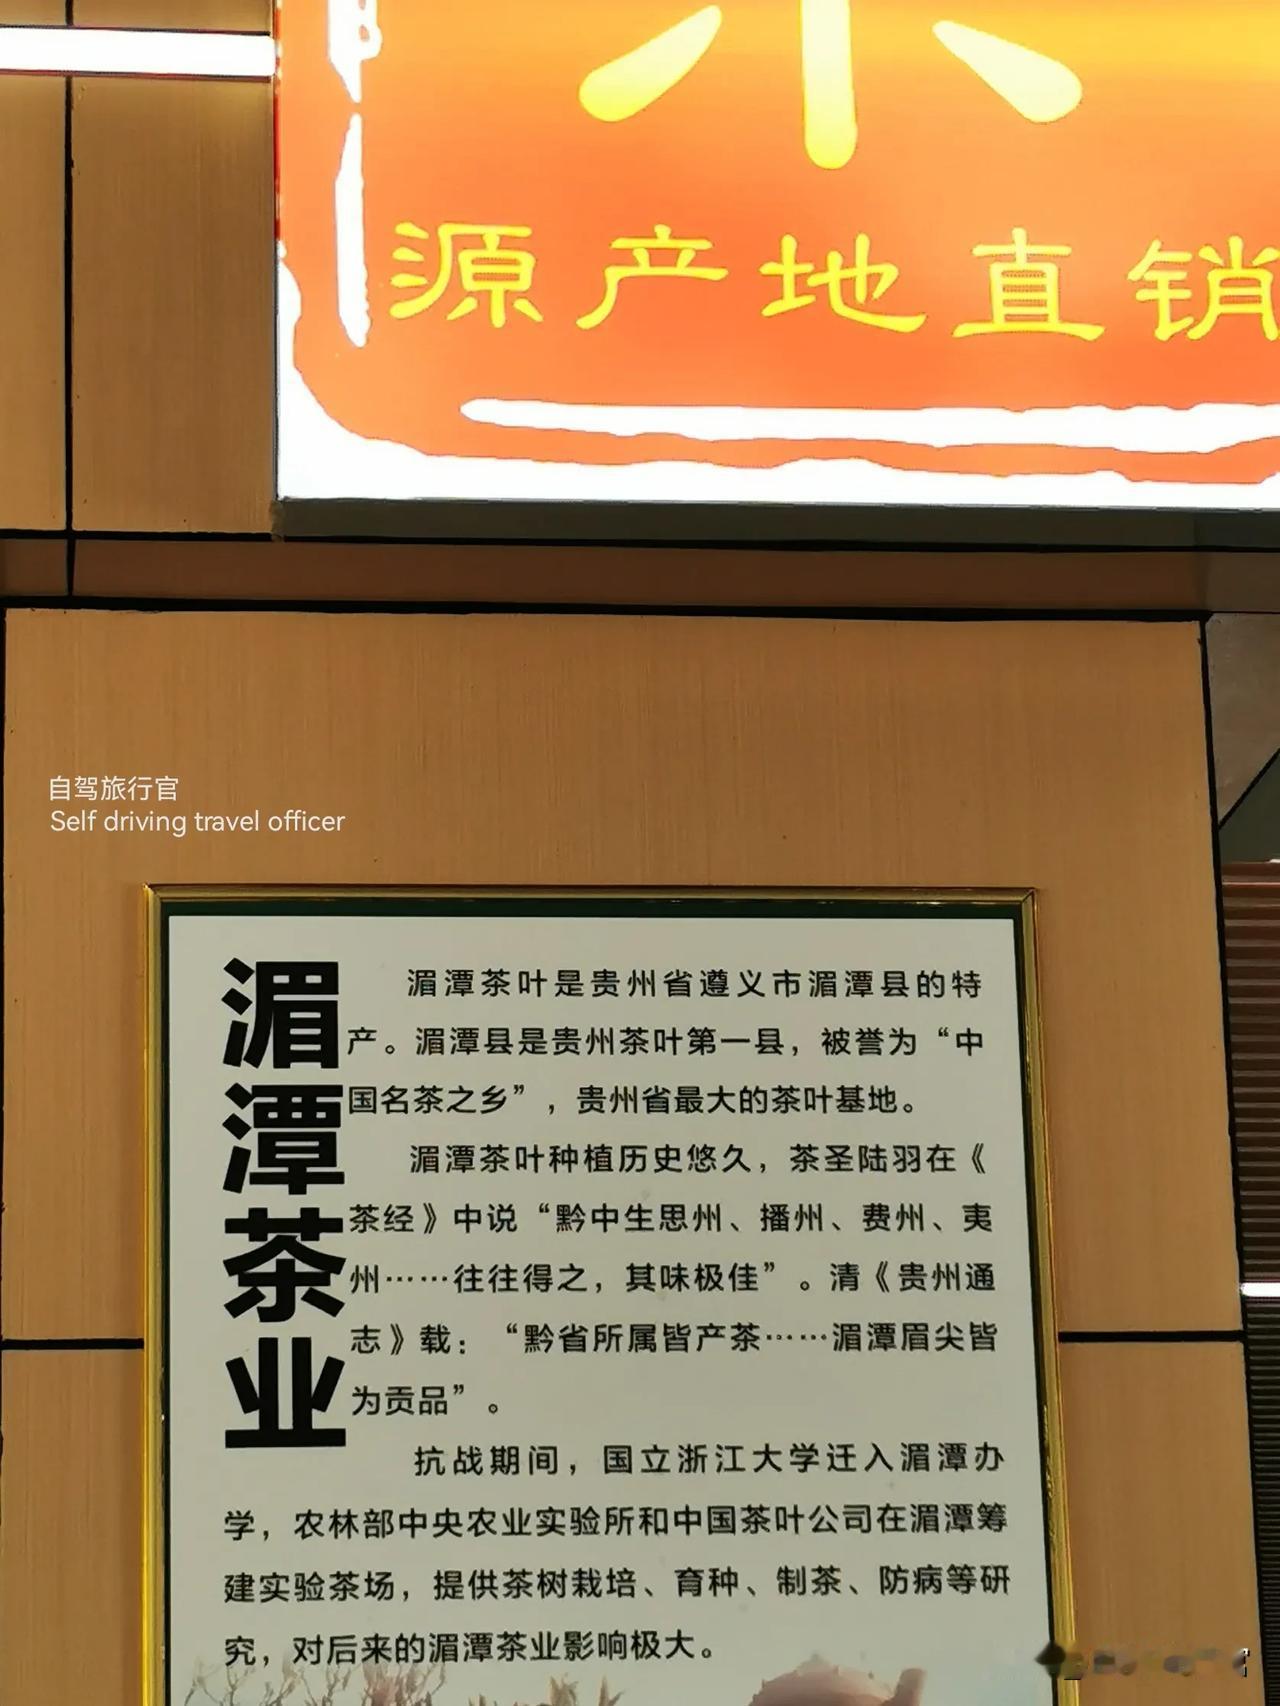 源产地直销
自驾旅行官
Self driving travel officer
湄潭茶业
湄潭茶叶是贵州省遵义市湄潭县的特
产。湄潭县是贵州茶叶第一县，被誉为“中
国名茶之乡”，贵州省最大的茶叶基地。
湄潭茶叶种植历史悠久，茶圣陆羽在《
茶经》中说“黔中生思州、播州、费州、夷
州……往往得之，其味极佳”。清《贵州通
志》载：“黔省所属皆产茶……湄潭眉尖皆
为贡品”。
抗战期间，国立浙江大学迁入湄潭办
学，农林部中央农业实验所和中国茶叶公司在湄潭筹
建实验茶场，提供茶树栽培、育种、制茶、防病等研
究，对后来的湄潭茶业影响极大。